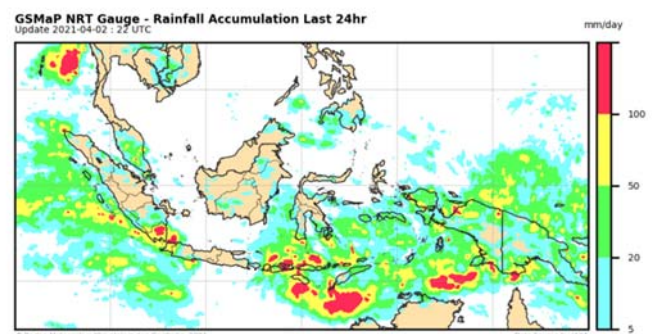 GSMaP NRT Gauge - Rainfall Accumulation Last 24hr
Update 2021-04-02 : 22 UTC
mm/day
100
50
20
5